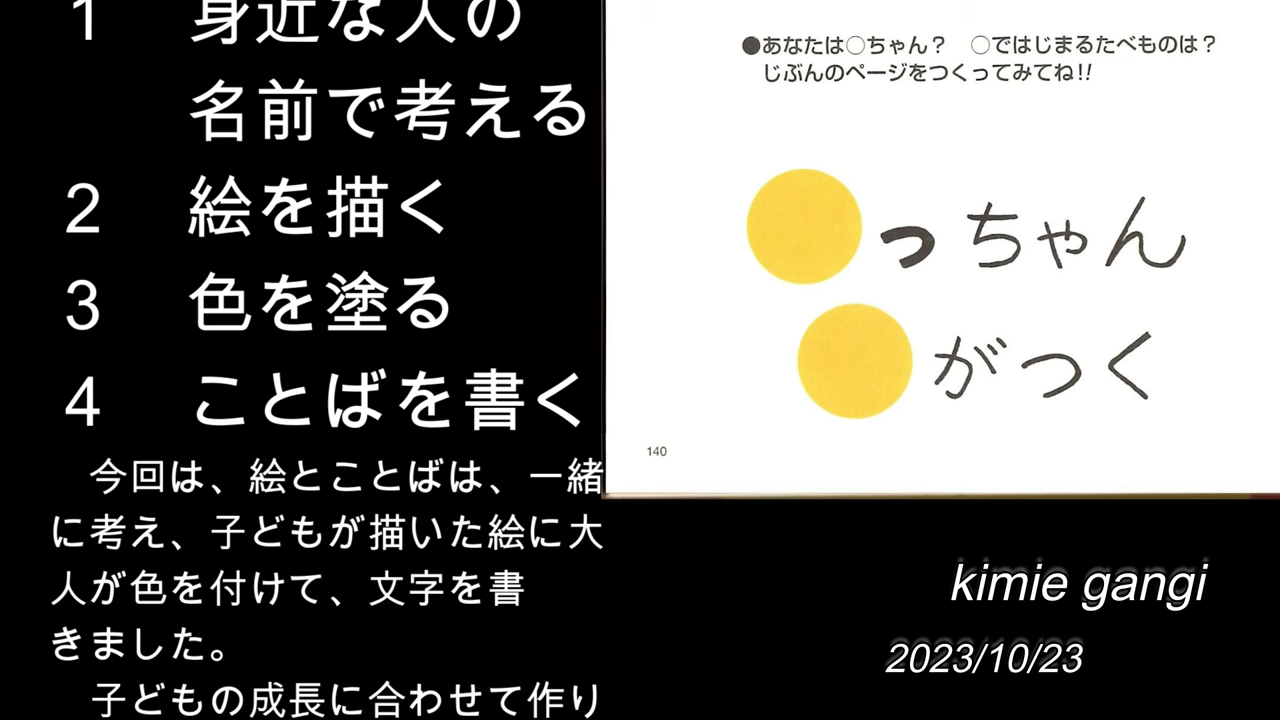 1 身近な人の
名前で考える
2 絵を描く
3 色を塗る
4 ことばを書く
今回は、絵とことばは、一緒
に考え、子どもが描いた絵に大
人が色を付けて、文字を書
きました。
子どもの成長に合わせて作り
●あなたは○ちゃん? ○ではじまるたべものは?
じぶんのページをつくってみてね!!
っちゃん
がつく
140
kimie gangi
2023/10/23